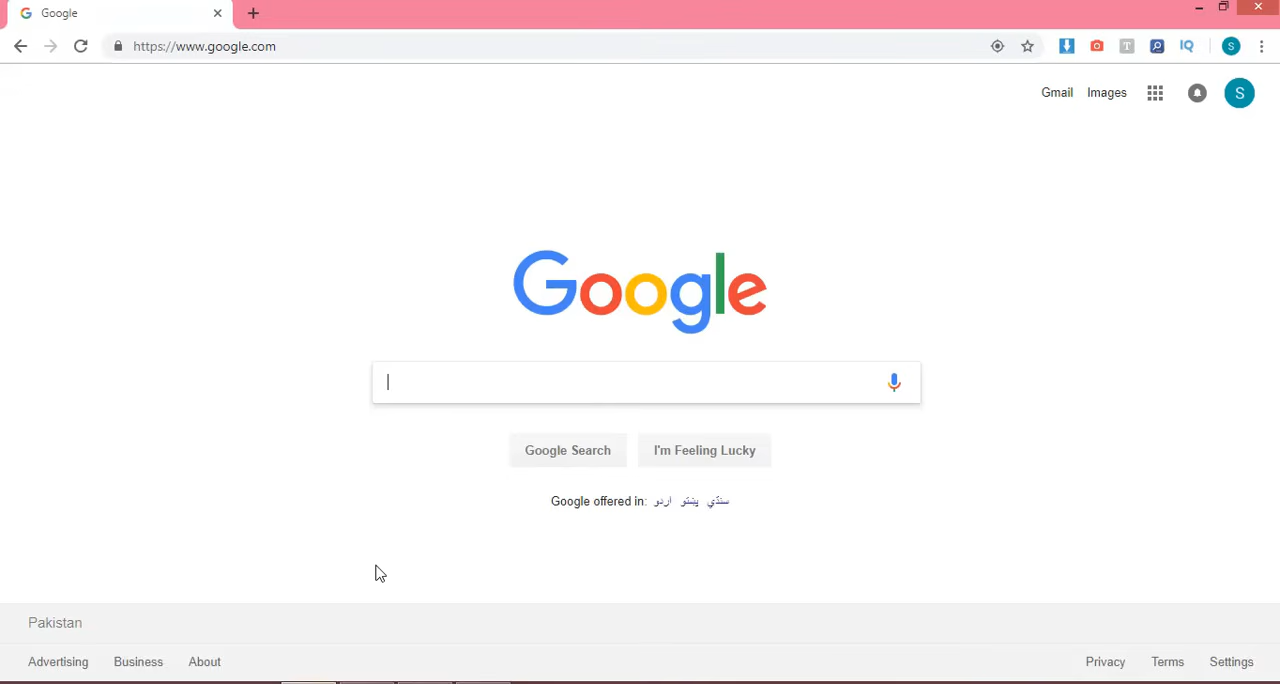 Google
https://www.google.com
T
IQ
S
Gmail Images
S
Google
Google Search I'm Feeling Lucky
Google offered in: اردو پښتو سنڌي
Pakistan
Advertising Business About Privacy Terms Settings